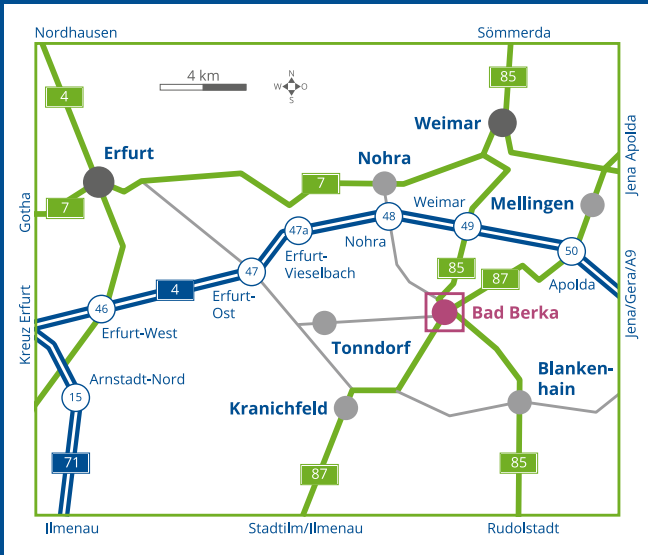 Nordhausen
Sömmerda
4 km
N
W
O
S
85
4
Weimar
Erfurt
Nohra
7
Jena Apolda
Gotha
7
Weimar
Mellingen
47a
48
49
Nohra
50
Erfurt-
Vieselbach
47
85
87
4
Apolda
Erfurt-
Ost
Jena/Gera/A9
Kreuz Erfurt
46
Bad Berka
Erfurt-West
Tonndorf
Arnstadt-Nord
Blanken-
hain
15
Kranichfeld
71
87
85
Ilmenau
Stadtilm/Ilmenau
Rudolstadt